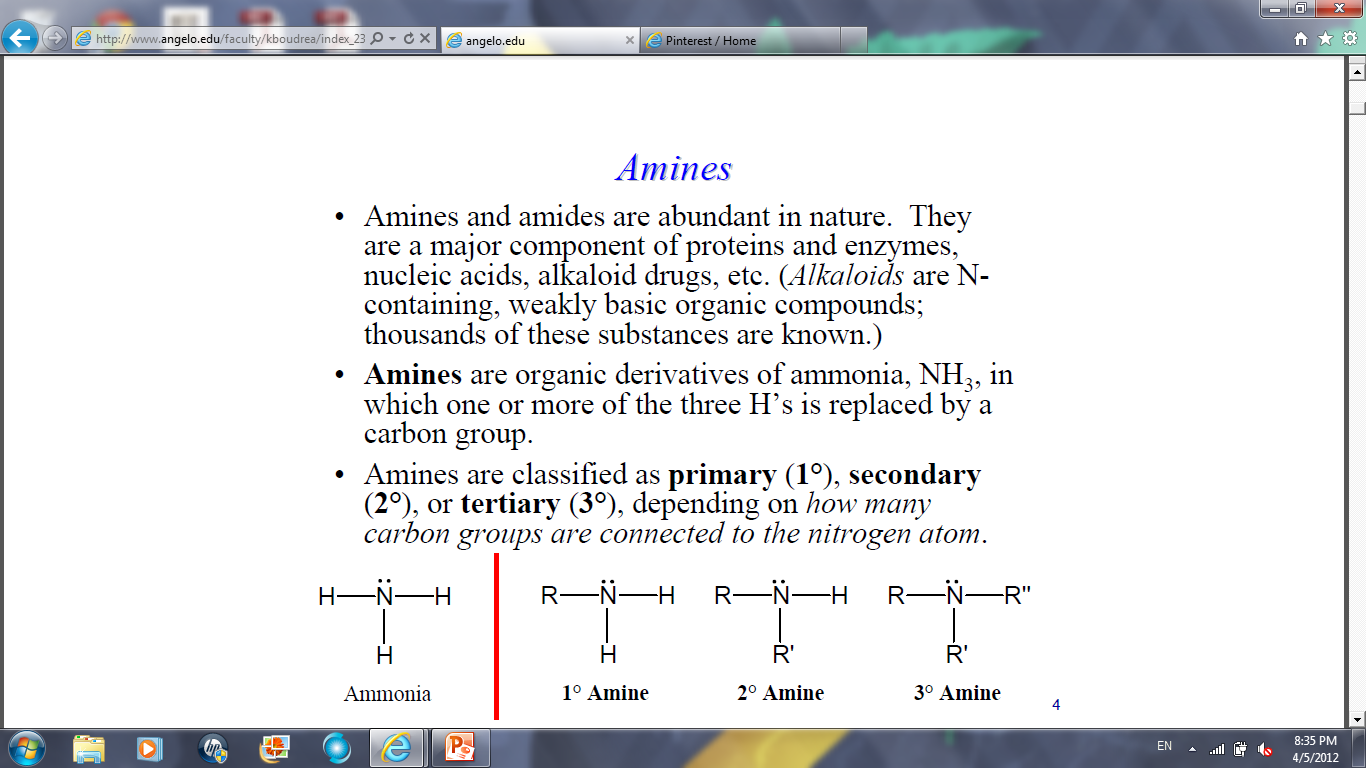 http://www.angelo.edu/faculty/kboudrea/index_23
angelo.edu
Pinterest / Home
Amines
• Amines and amides are abundant in nature. They
are a major component of proteins and enzymes,
nucleic acids, alkaloid drugs, etc. (Alkaloids are N-
containing, weakly basic organic compounds;
thousands of these substances are known.)
• Amines are organic derivatives of ammonia, NH₃, in
which one or more of the three H’s is replaced by a
carbon group.
• Amines are classified as primary (1°), secondary
(2°), or tertiary (3°), depending on how many
carbon groups are connected to the nitrogen atom.
H N H R N H R N H R N R"
H H R' R'
Ammonia 1° Amine 2° Amine 3° Amine
4
EN
8:35 PM
4/5/2012
hp
P